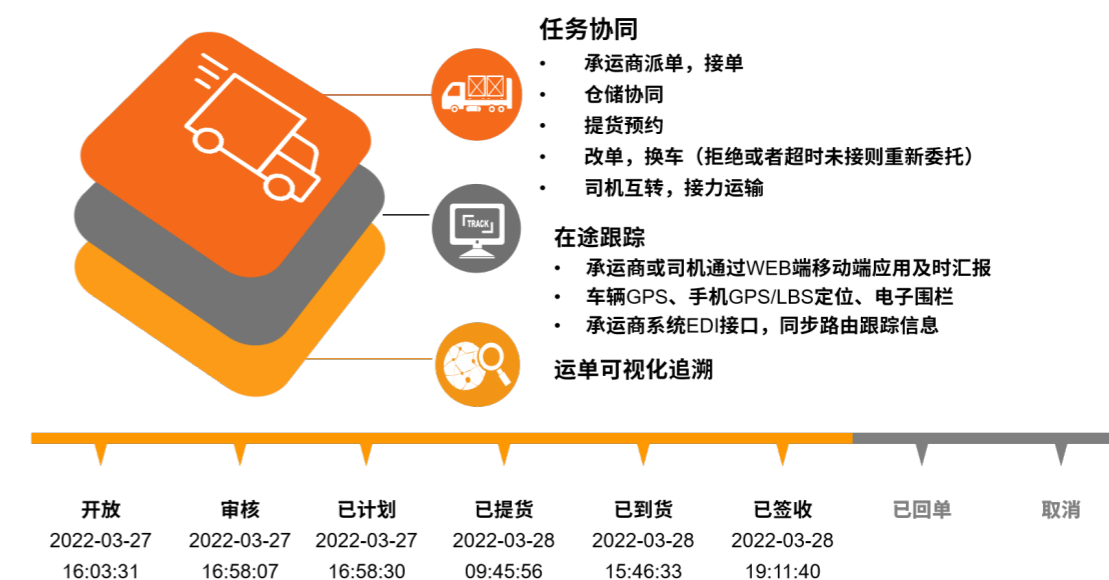 任务协同
• 承运商派单，接单
• 仓储协同
• 提货预约
• 改单，换车（拒绝或者超时未接则重新委托）
• 司机互转，接力运输
TRACK
在途跟踪
• 承运商或司机通过WEB端移动端应用及时汇报
• 车辆GPS、手机GPS/LBS定位、电子围栏
• 承运商系统EDI接口，同步路由跟踪信息
运单可视化追溯
开放 审核 已计划 已提货 已到货 已签收 已回单 取消
2022-03-27 2022-03-27 2022-03-27 2022-03-28 2022-03-28 2022-03-28
16:03:31 16:58:07 16:58:30 09:45:56 15:46:33 19:11:40